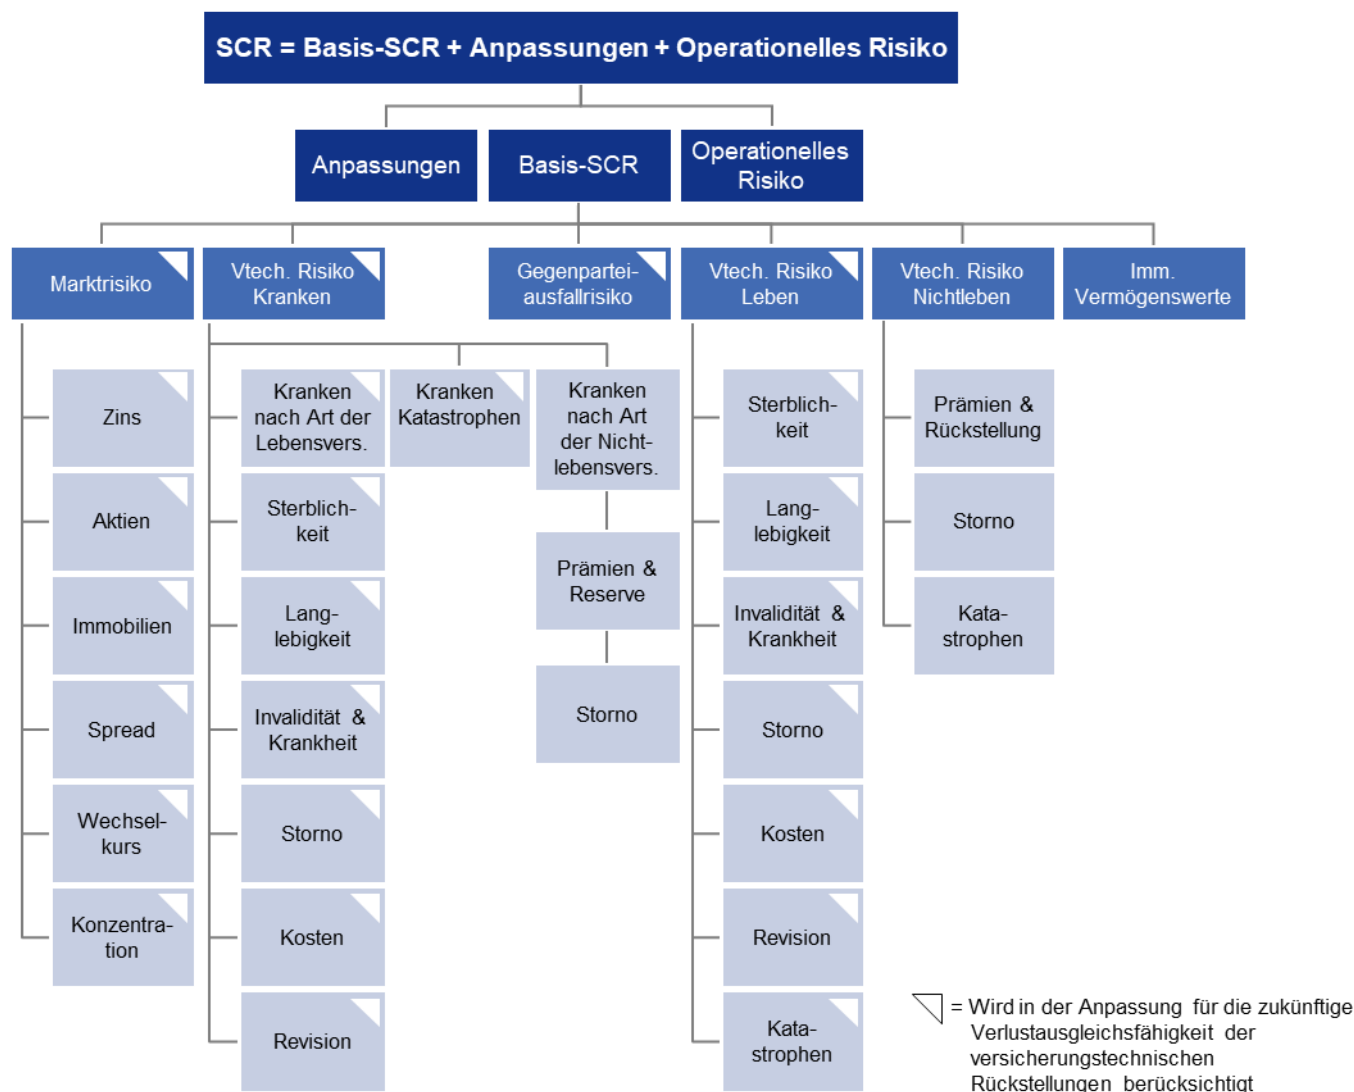 SCR = Basis-SCR + Anpassungen + Operationelles Risiko
Anpassungen
Basis-SCR
Operationelles
Risiko
Marktrisiko
Vtech. Risiko
Kranken
Gegenpartei-
ausfallrisiko
Vtech. Risiko
Leben
Vtech. Risiko
Nichtleben
Imm.
Vermögenswerte
Zins
Aktien
Immobilien
Spread
Wechsel-
kurs
Konzentra-
tion
Kranken
nach Art der
Lebensvers.
Sterblich-
keit
Lang-
lebigkeit
Invalidität &
Krankheit
Storno
Kosten
Revision
Kranken
Katastrophen
Kranken
nach Art
der Nicht-
lebensvers.
Prämien &
Reserve
Storno
Sterblich-
keit
Lang-
lebigkeit
Invalidität &
Krankheit
Storno
Kosten
Revision
Kata-
strophen
Prämien &
Rückstellung
Storno
Kata-
strophen
= Wird in der Anpassung für die zukünftige
Verlustausgleichsfähigkeit der
versicherungstechnischen
Rückstellungen berücksichtigt